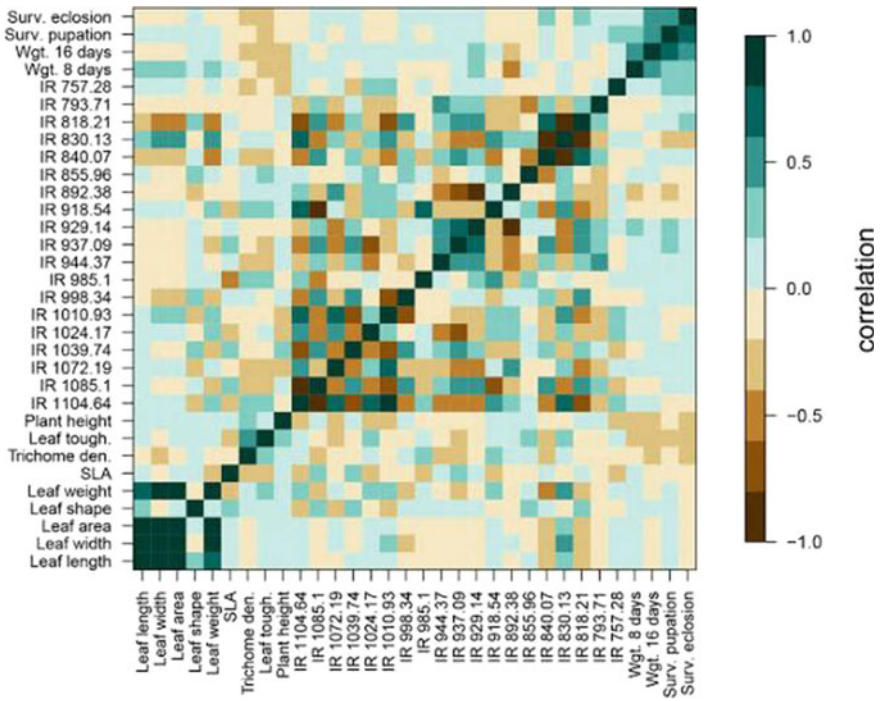 Surv. eclosion
Surv. pupation
Wgt. 16 days
Wgt. 8 days
IR 757.28
IR 793.71
IR 818.21
IR 830.13
IR 840.07
IR 855.96
IR 892.38
IR 918.54
IR 929.14
IR 937.09
IR 944.37
IR 985.1
IR 998.34
IR 1010.93
IR 1024.17
IR 1039.74
IR 1072.19
IR 1085.1
IR 1104.64
Plant height
Leaf tough.
Trichome den.
SLA
Leaf weight
Leaf shape
Leaf area
Leaf width
Leaf length
Leaf length
Leaf width
Leaf area
Leaf shape
Leaf weight
SLA
Trichome den.
Leaf tough.
Plant height
IR 1104.64
IR 1085.1
IR 1072.19
IR 1039.74
IR 1024.17
IR 1010.93
IR 998.34
IR 985.1
IR 944.37
IR 937.09
IR 929.14
IR 918.54
IR 892.38
IR 855.96
IR 840.07
IR 830.13
IR 818.21
IR 793.71
IR 757.28
Wgt. 8 days
Wgt. 16 days
Surv. pupation
Surv. eclosion
1.0
0.5
0.0
−0.5
−1.0
correlation